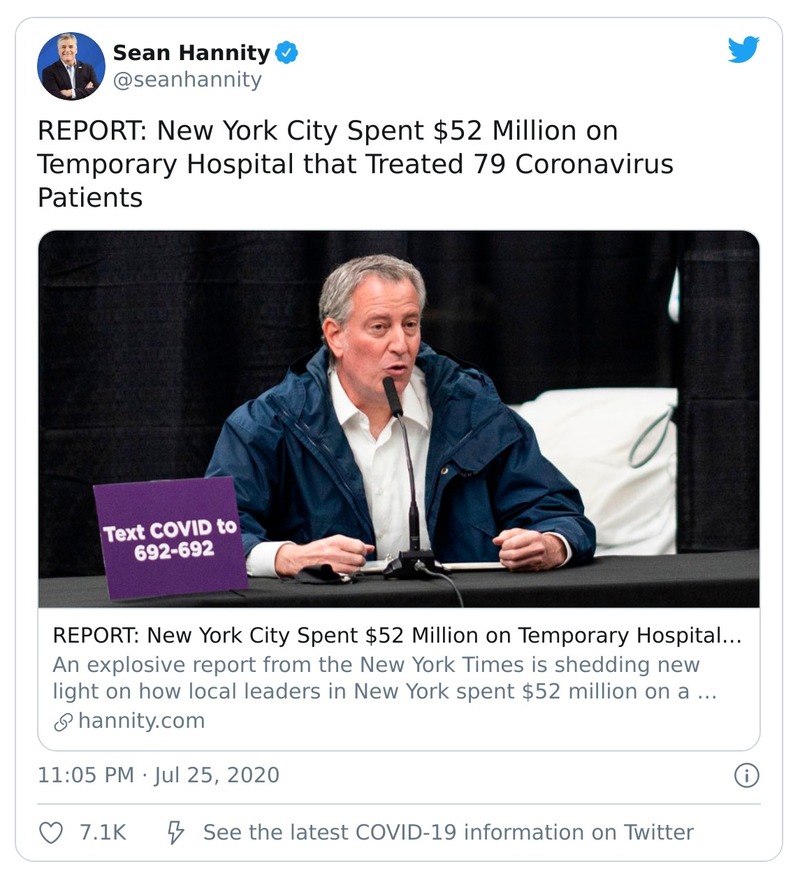 Sean Hannity
@seanhannity
REPORT: New York City Spent $52 Million on
Temporary Hospital that Treated 79 Coronavirus
Patients
Text COVID to
692-692
REPORT: New York City Spent $52 Million on Temporary Hospital...
An explosive report from the New York Times is shedding new
light on how local leaders in New York spent $52 million on a ...
hannity.com
11:05 PM · Jul 25, 2020
7.1K See the latest COVID-19 information on Twitter